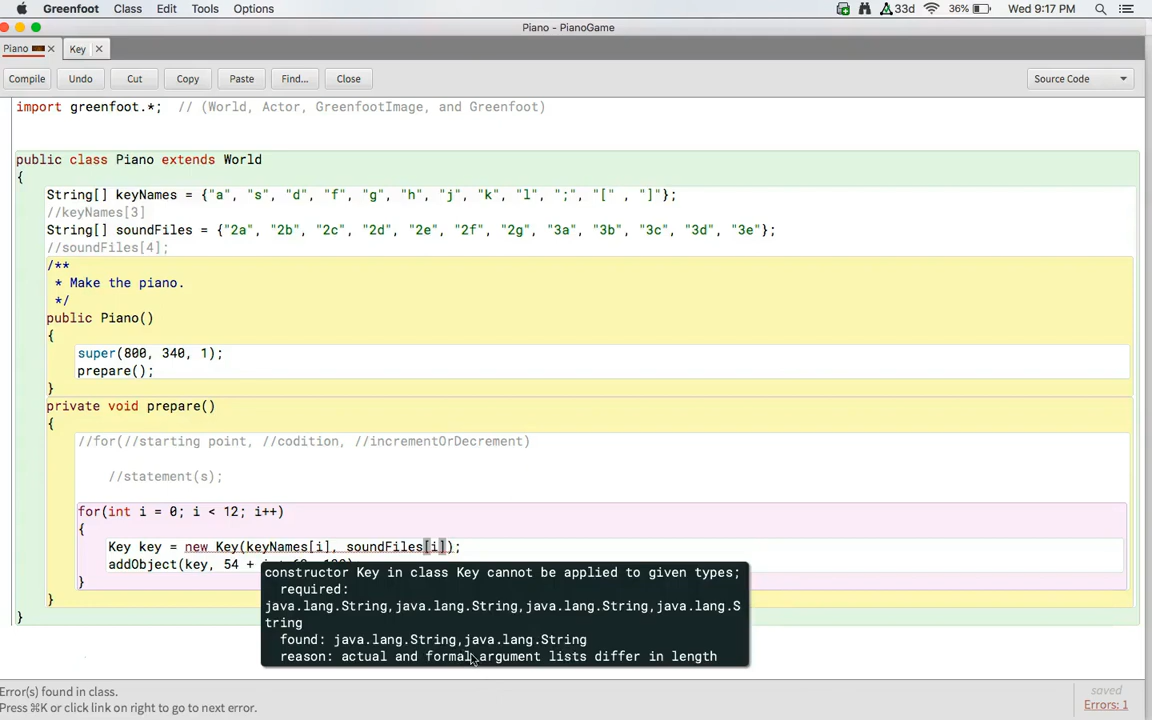 Greenfoot Class Edit Tools Options 33d 36% Wed 9:17 PM
Piano - PianoGame
Piano Key
Compile Undo Cut Copy Paste Find... Close Source Code
import greenfoot.*;  // (World, Actor, GreenfootImage, and Greenfoot)
public class Piano extends World
{
String[] keyNames = {"a", "s", "d", "f", "g", "h", "j", "k", "l", ";", "[" , "]"};
//keyNames[3]
String[] soundFiles = {"2a", "2b", "2c", "2d", "2e", "2f", "2g", "3a", "3b", "3c", "3d", "3e"};
//soundFiles[4];
/**
* Make the piano.
*/
public Piano()
{
super(800, 340, 1);
prepare();
}
private void prepare()
{
//for(//starting point, //codition, //incrementOrDecrement)
//statement(s);
for(int i = 0; i < 12; i++)
{
Key key = new Key(keyNames[i], soundFiles[i]);
addObject(key, 54 +
}
}
}
constructor Key in class Key cannot be applied to given types;
required:
java.lang.String,java.lang.String,java.lang.String,java.lang.S
tring
found: java.lang.String,java.lang.String
reason: actual and formal argument lists differ in length
Error(s) found in class.
Press ⌘K or click link on right to go to next error.
saved
Errors: 1